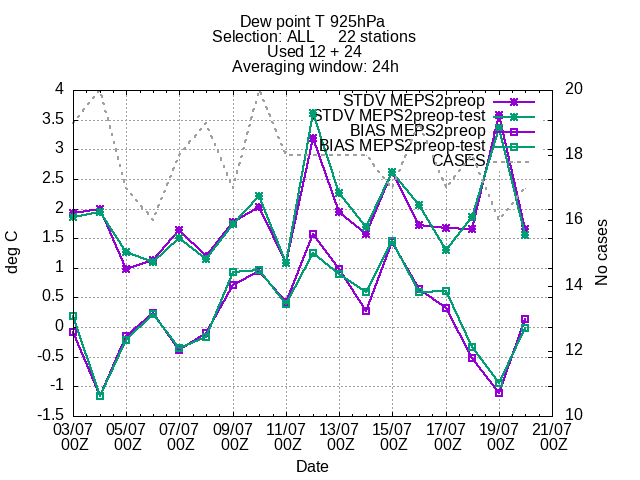 Dew point T 925hPa
Selection: ALL     22 stations
Used 12 + 24
Averaging window: 24h
STDV MEPS2preop
STDV MEPS2preop-test
BIAS MEPS2preop
BIAS MEPS2preop-test
CASES
4
3.5
3
2.5
2
1.5
1
0.5
0
-0.5
-1
-1.5
deg C
20
18
16
14
12
10
No cases
03/07 05/07 07/07 09/07 11/07 13/07 15/07 17/07 19/07 21/07
00Z 00Z 00Z 00Z 00Z 00Z 00Z 00Z 00Z 00Z
Date